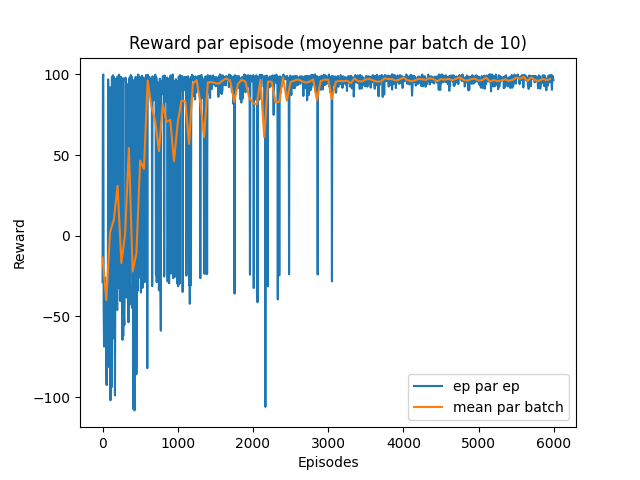 Reward par episode (moyenne par batch de 10)
100
50
0
−50
−100
Reward
0 1000 2000 3000 4000 5000 6000
Episodes
ep par ep
mean par batch